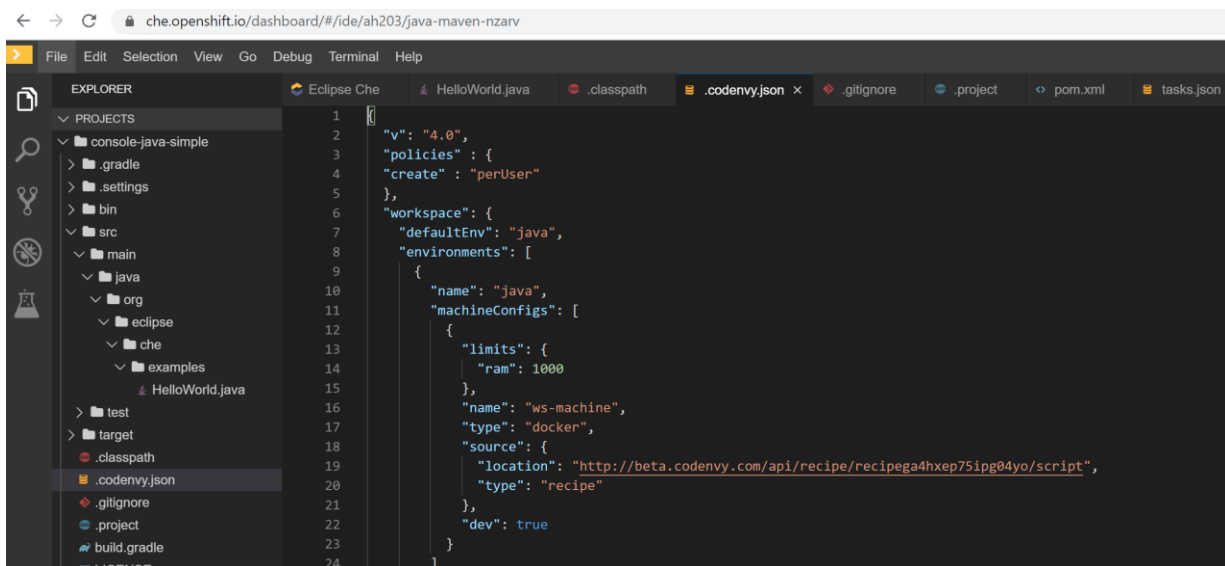 che.openshift.io/dashboard/#/ide/ah203/java-maven-nzarv
File Edit Selection View Go Debug Terminal Help
EXPLORER
PROJECTS
console-java-simple
.gradle
.settings
bin
src
main
java
org
eclipse
che
examples
HelloWorld.java
test
target
.classpath
.codenvy.json
.gitignore
.project
build.gradle
Eclipse Che HelloWorld.java .classpath .codenvy.json × .gitignore .project pom.xml tasks.json
1 {
2 "v": "4.0",
3 "policies" : {
4 "create" : "perUser"
5 },
6 "workspace": {
7 "defaultEnv": "java",
8 "environments": [
9 {
10 "name": "java",
11 "machineConfigs": [
12 {
13 "limits": {
14 "ram": 1000
15 },
16 "name": "ws-machine",
17 "type": "docker",
18 "source": {
19 "location": "http://beta.codenvy.com/api/recipe/recipega4hxep75ipg04yo/script",
20 "type": "recipe"
21 },
22 "dev": true
23 }
24 ]